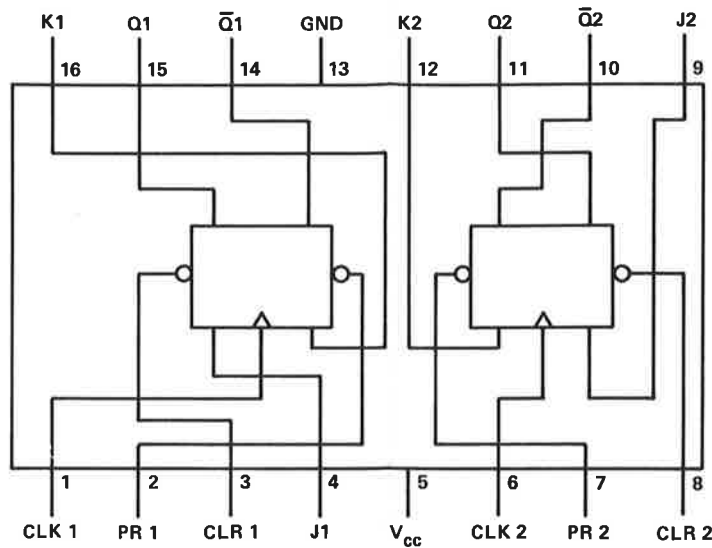 K1 Q1 Q̅1 GND K2 Q2 Q̅2 J2
16 15 14 13 12 11 10 9
1 2 3 4 5 6 7 8
CLK 1 PR 1 CLR 1 J1 Vcc CLK 2 PR 2 CLR 2